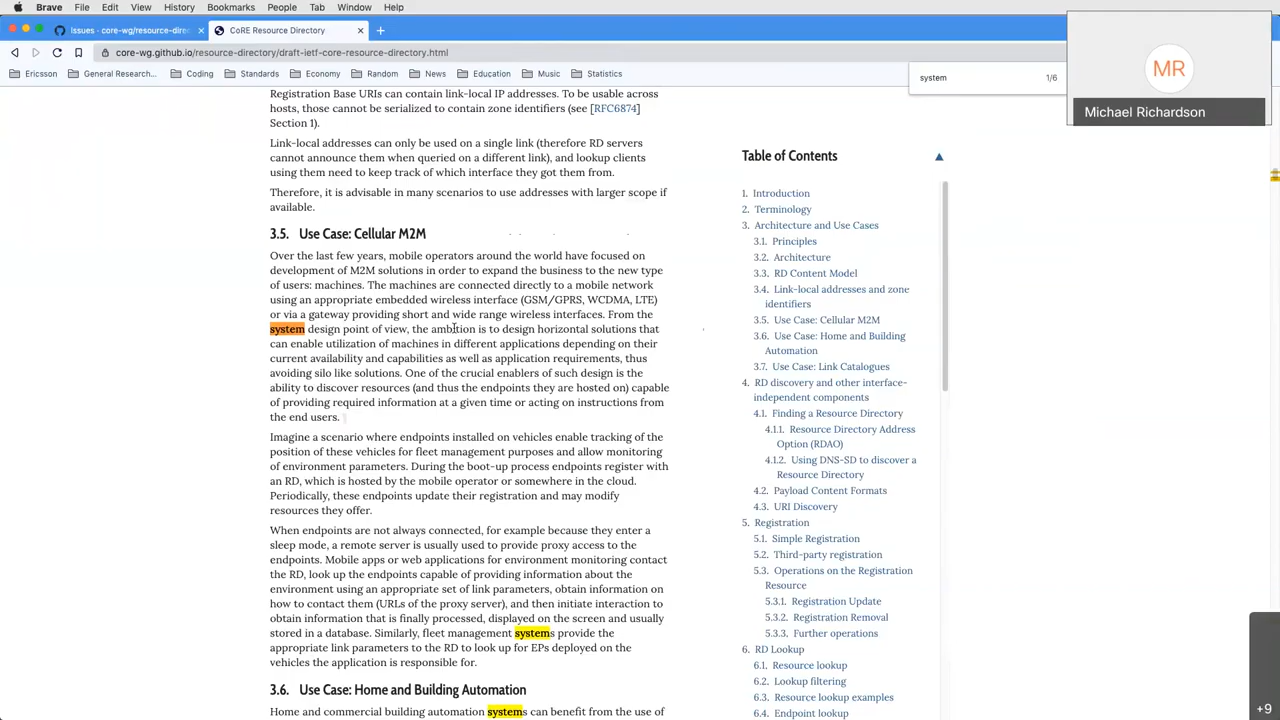 Brave File Edit View History Bookmarks People Tab Window Help
Issues · core-wg/resource-direc
CoRE Resource Directory
core-wg.github.io/resource-directory/draft-ietf-core-resource-directory.html
Ericsson General Research... Coding Standards Economy Random News Education Music Statistics
system 1/6
MR
Michael Richardson
Registration Base URIs can contain link-local IP addresses. To be usable across
hosts, those cannot be serialized to contain zone identifiers (see [RFC6874]
Section 1).
Link-local addresses can only be used on a single link (therefore RD servers
cannot announce them when queried on a different link), and lookup clients
using them need to keep track of which interface they got them from.
Therefore, it is advisable in many scenarios to use addresses with larger scope if
available.
3.5. Use Case: Cellular M2M
Over the last few years, mobile operators around the world have focused on
development of M2M solutions in order to expand the business to the new type
of users: machines. The machines are connected directly to a mobile network
using an appropriate embedded wireless interface (GSM/GPRS, WCDMA, LTE)
or via a gateway providing short and wide range wireless interfaces. From the
system design point of view, the ambition is to design horizontal solutions that
can enable utilization of machines in different applications depending on their
current availability and capabilities as well as application requirements, thus
avoiding silo like solutions. One of the crucial enablers of such design is the
ability to discover resources (and thus the endpoints they are hosted on) capable
of providing required information at a given time or acting on instructions from
the end users. ¶
Imagine a scenario where endpoints installed on vehicles enable tracking of the
position of these vehicles for fleet management purposes and allow monitoring
of environment parameters. During the boot-up process endpoints register with
an RD, which is hosted by the mobile operator or somewhere in the cloud.
Periodically, these endpoints update their registration and may modify
resources they offer.
When endpoints are not always connected, for example because they enter a
sleep mode, a remote server is usually used to provide proxy access to the
endpoints. Mobile apps or web applications for environment monitoring contact
the RD, look up the endpoints capable of providing information about the
environment using an appropriate set of link parameters, obtain information on
how to contact them (URLs of the proxy server), and then initiate interaction to
obtain information that is finally processed, displayed on the screen and usually
stored in a database. Similarly, fleet management systems provide the
appropriate link parameters to the RD to look up for EPs deployed on the
vehicles the application is responsible for.
3.6. Use Case: Home and Building Automation
Home and commercial building automation systems can benefit from the use of
Table of Contents
1. Introduction
2. Terminology
3. Architecture and Use Cases
3.1. Principles
3.2. Architecture
3.3. RD Content Model
3.4. Link-local addresses and zone
identifiers
3.5. Use Case: Cellular M2M
3.6. Use Case: Home and Building
Automation
3.7. Use Case: Link Catalogues
4. RD discovery and other interface-
independent components
4.1. Finding a Resource Directory
4.1.1. Resource Directory Address
Option (RDAO)
4.1.2. Using DNS-SD to discover a
Resource Directory
4.2. Payload Content Formats
4.3. URI Discovery
5. Registration
5.1. Simple Registration
5.2. Third-party registration
5.3. Operations on the Registration
Resource
5.3.1. Registration Update
5.3.2. Registration Removal
5.3.3. Further operations
6. RD Lookup
6.1. Resource lookup
6.2. Lookup filtering
6.3. Resource lookup examples
6.4. Endpoint lookup
+9